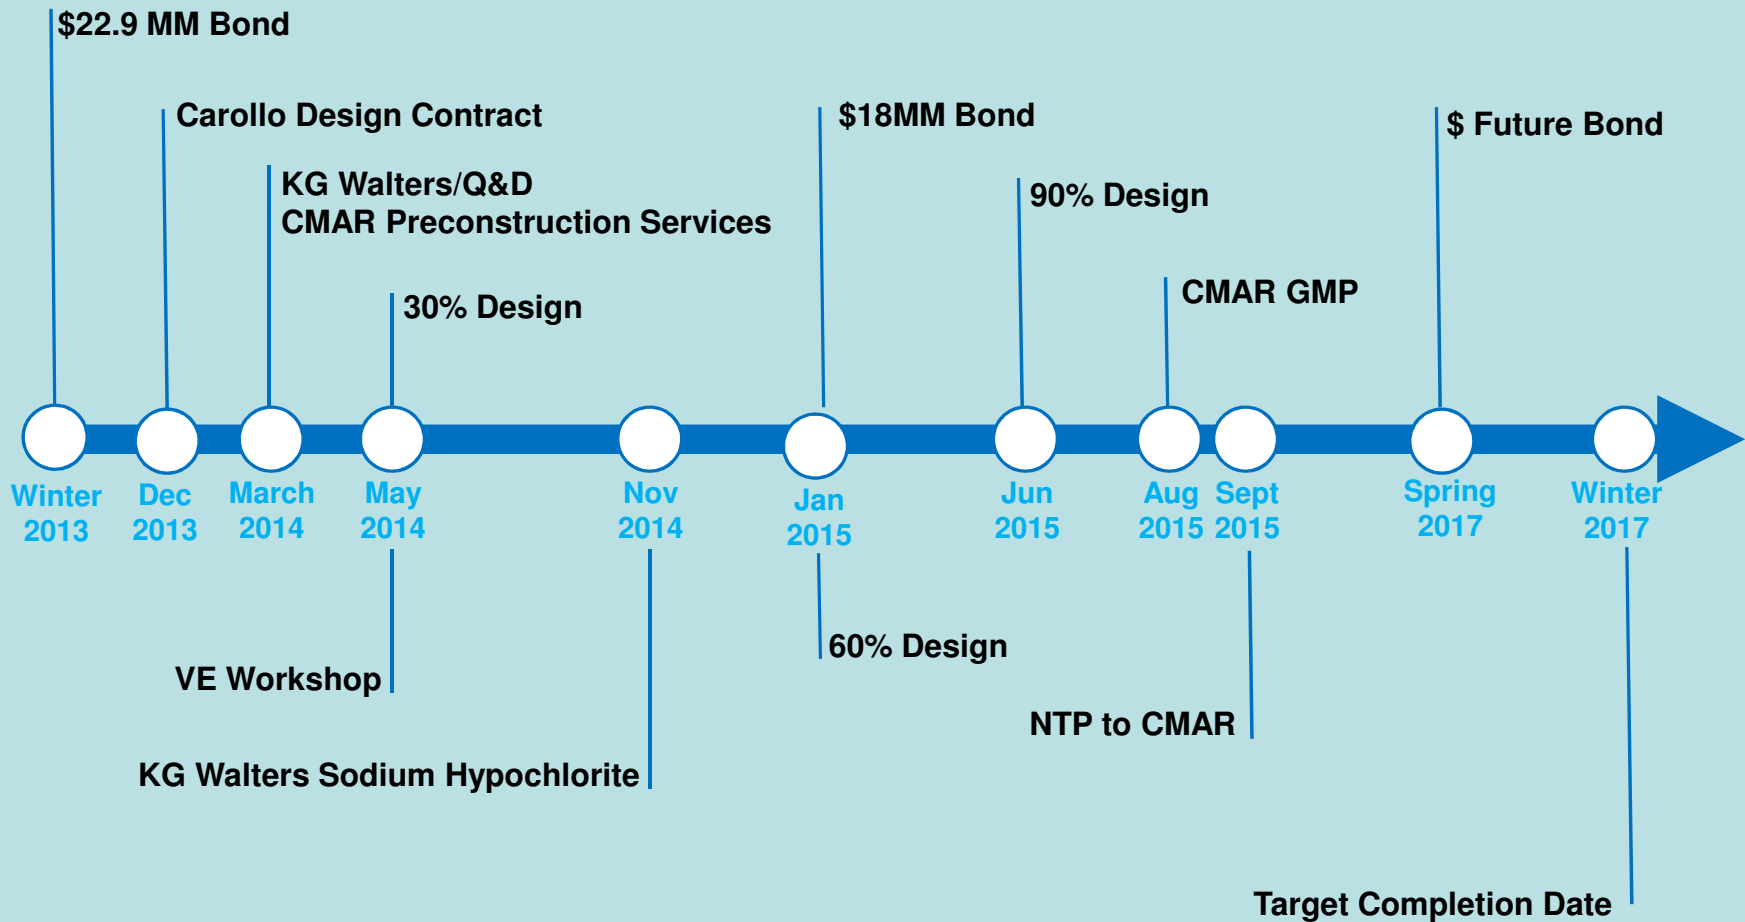 $22.9 MM Bond
Carollo Design Contract
$18MM Bond
$ Future Bond
KG Walters/Q&D
CMAR Preconstruction Services
90% Design
30% Design
CMAR GMP
Winter
2013
Dec
2013
March
2014
May
2014
Nov
2014
Jan
2015
Jun
2015
Aug
2015
Sept
2015
Spring
2017
Winter
2017
60% Design
VE Workshop
NTP to CMAR
KG Walters Sodium Hypochlorite
Target Completion Date